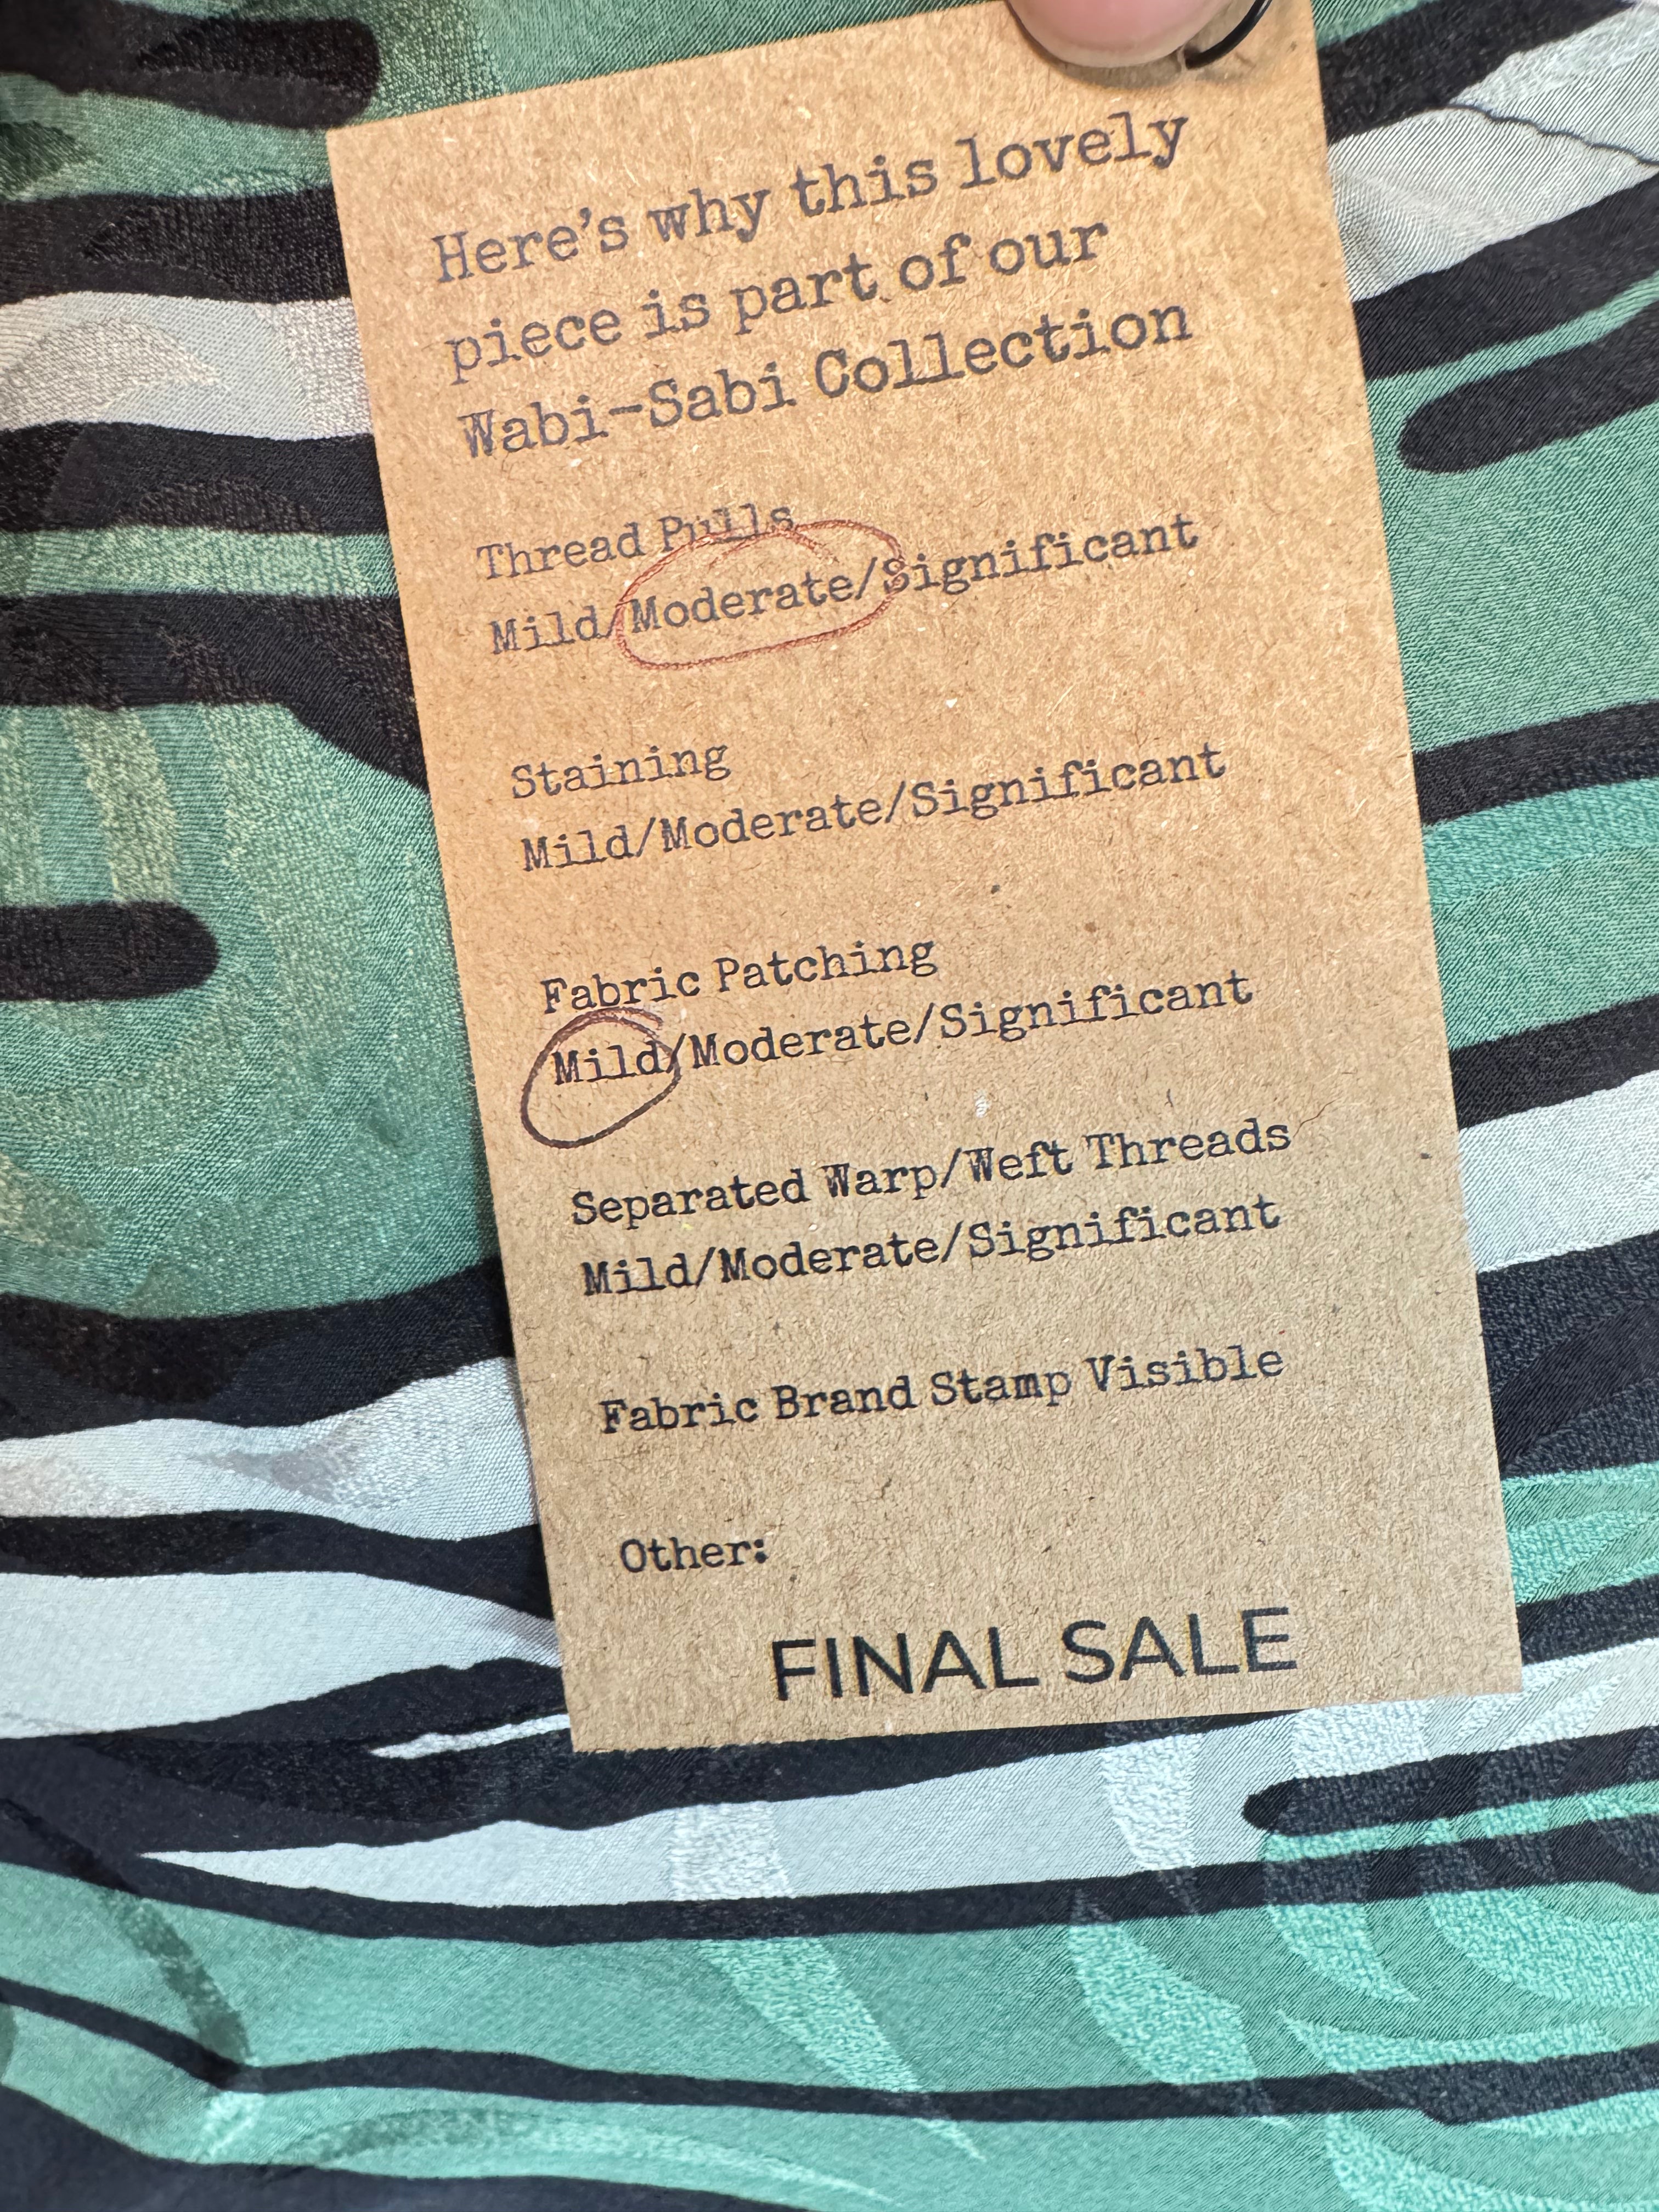 Here's why this lovely
piece is part of our
Wabi-Sabi Collection
Thread Pulls
Mild/Moderate/Significant
Staining
Mild/Moderate/Significant
Fabric Patching
Mild/Moderate/Significant
Separated Warp/Weft Threads
Mild/Moderate/Significant
Fabric Brand Stamp Visible
Other:
FINAL SALE